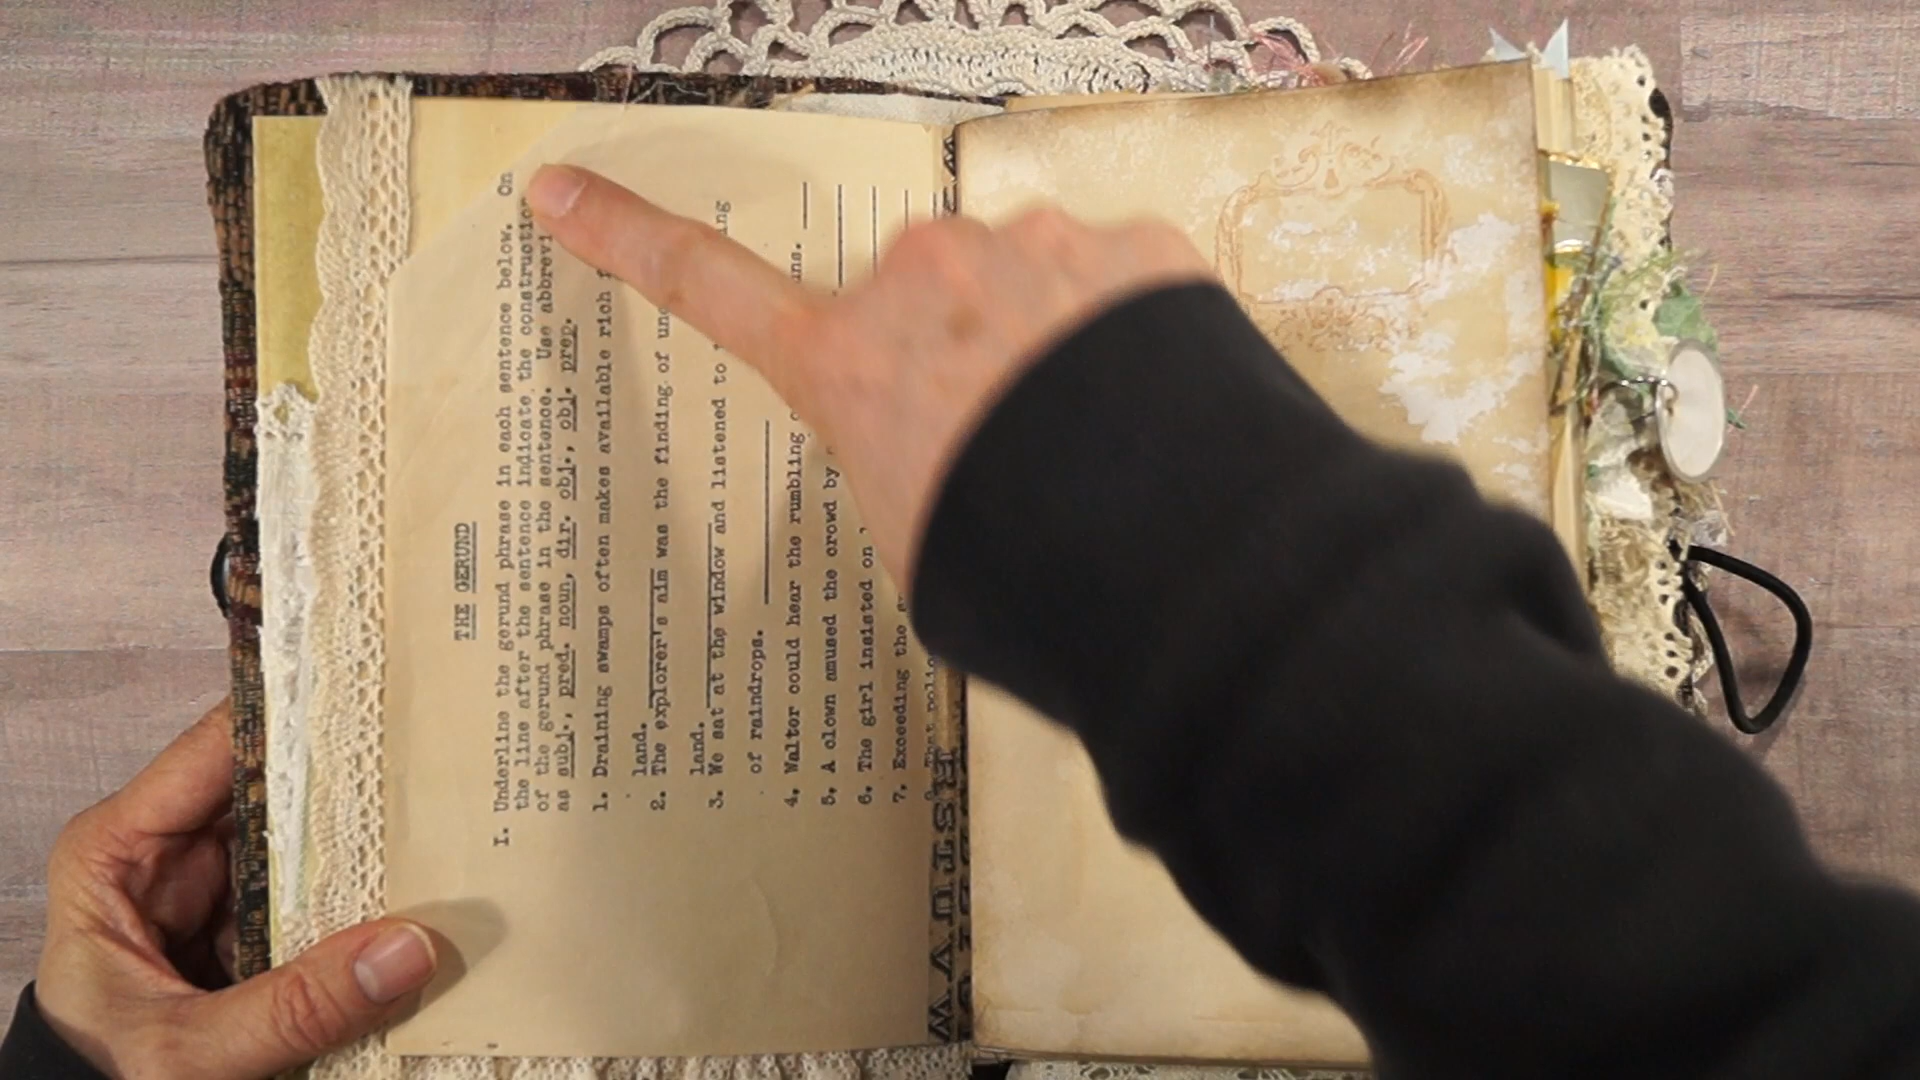 THE GERUND
I. Underline the gerund phrase in each sentence below. On
the line after the sentence indicate the construction
of the gerund phrase in the sentence. Use abbrevi
as subj., pred. noun, dir. obj., obj. prep.
1. Draining swamps often makes available rich
land.
2. The explorer's aim was the finding of
land.
3. We sat at the window and listened to
of raindrops.
4. Walter could hear the rumbling
5. A clown amused the crowd by
6. The girl insisted on
7. Exceeding the